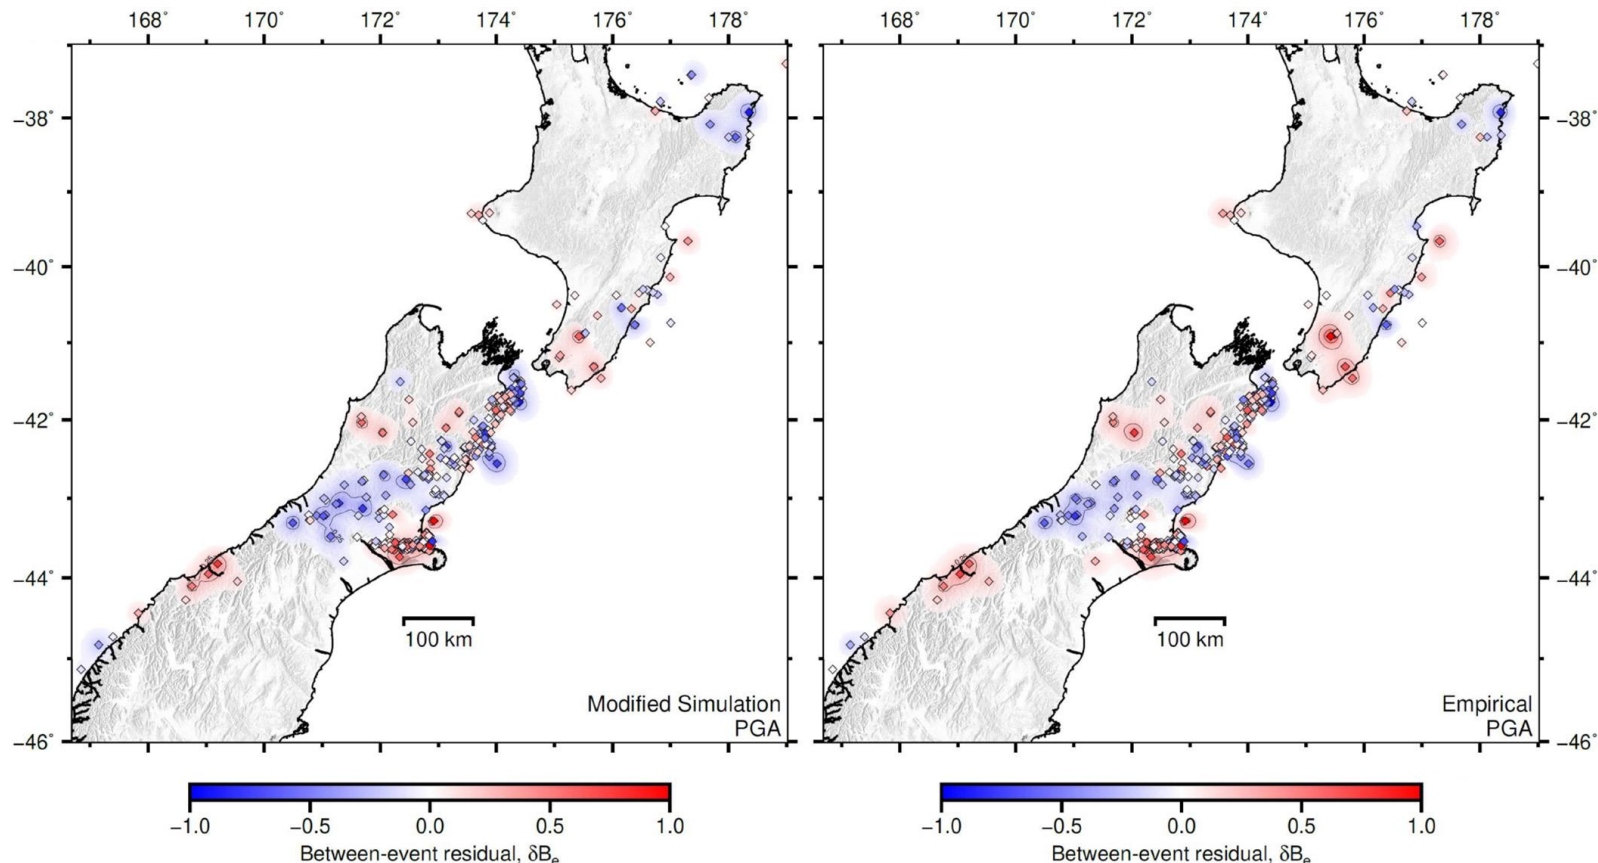 168° 170° 172° 174° 176° 178° 168° 170° 172° 174° 176° 178°
−38° −38°
−40° −40°
−42° −42°
−44° −44°
100 km 100 km
Modified Simulation Empirical
PGA PGA
−46° −46°
−1.0 −0.5 0.0 0.5 1.0 −1.0 −0.5 0.0 0.5 1.0
Between-event residual, δBe Between-event residual, δBe